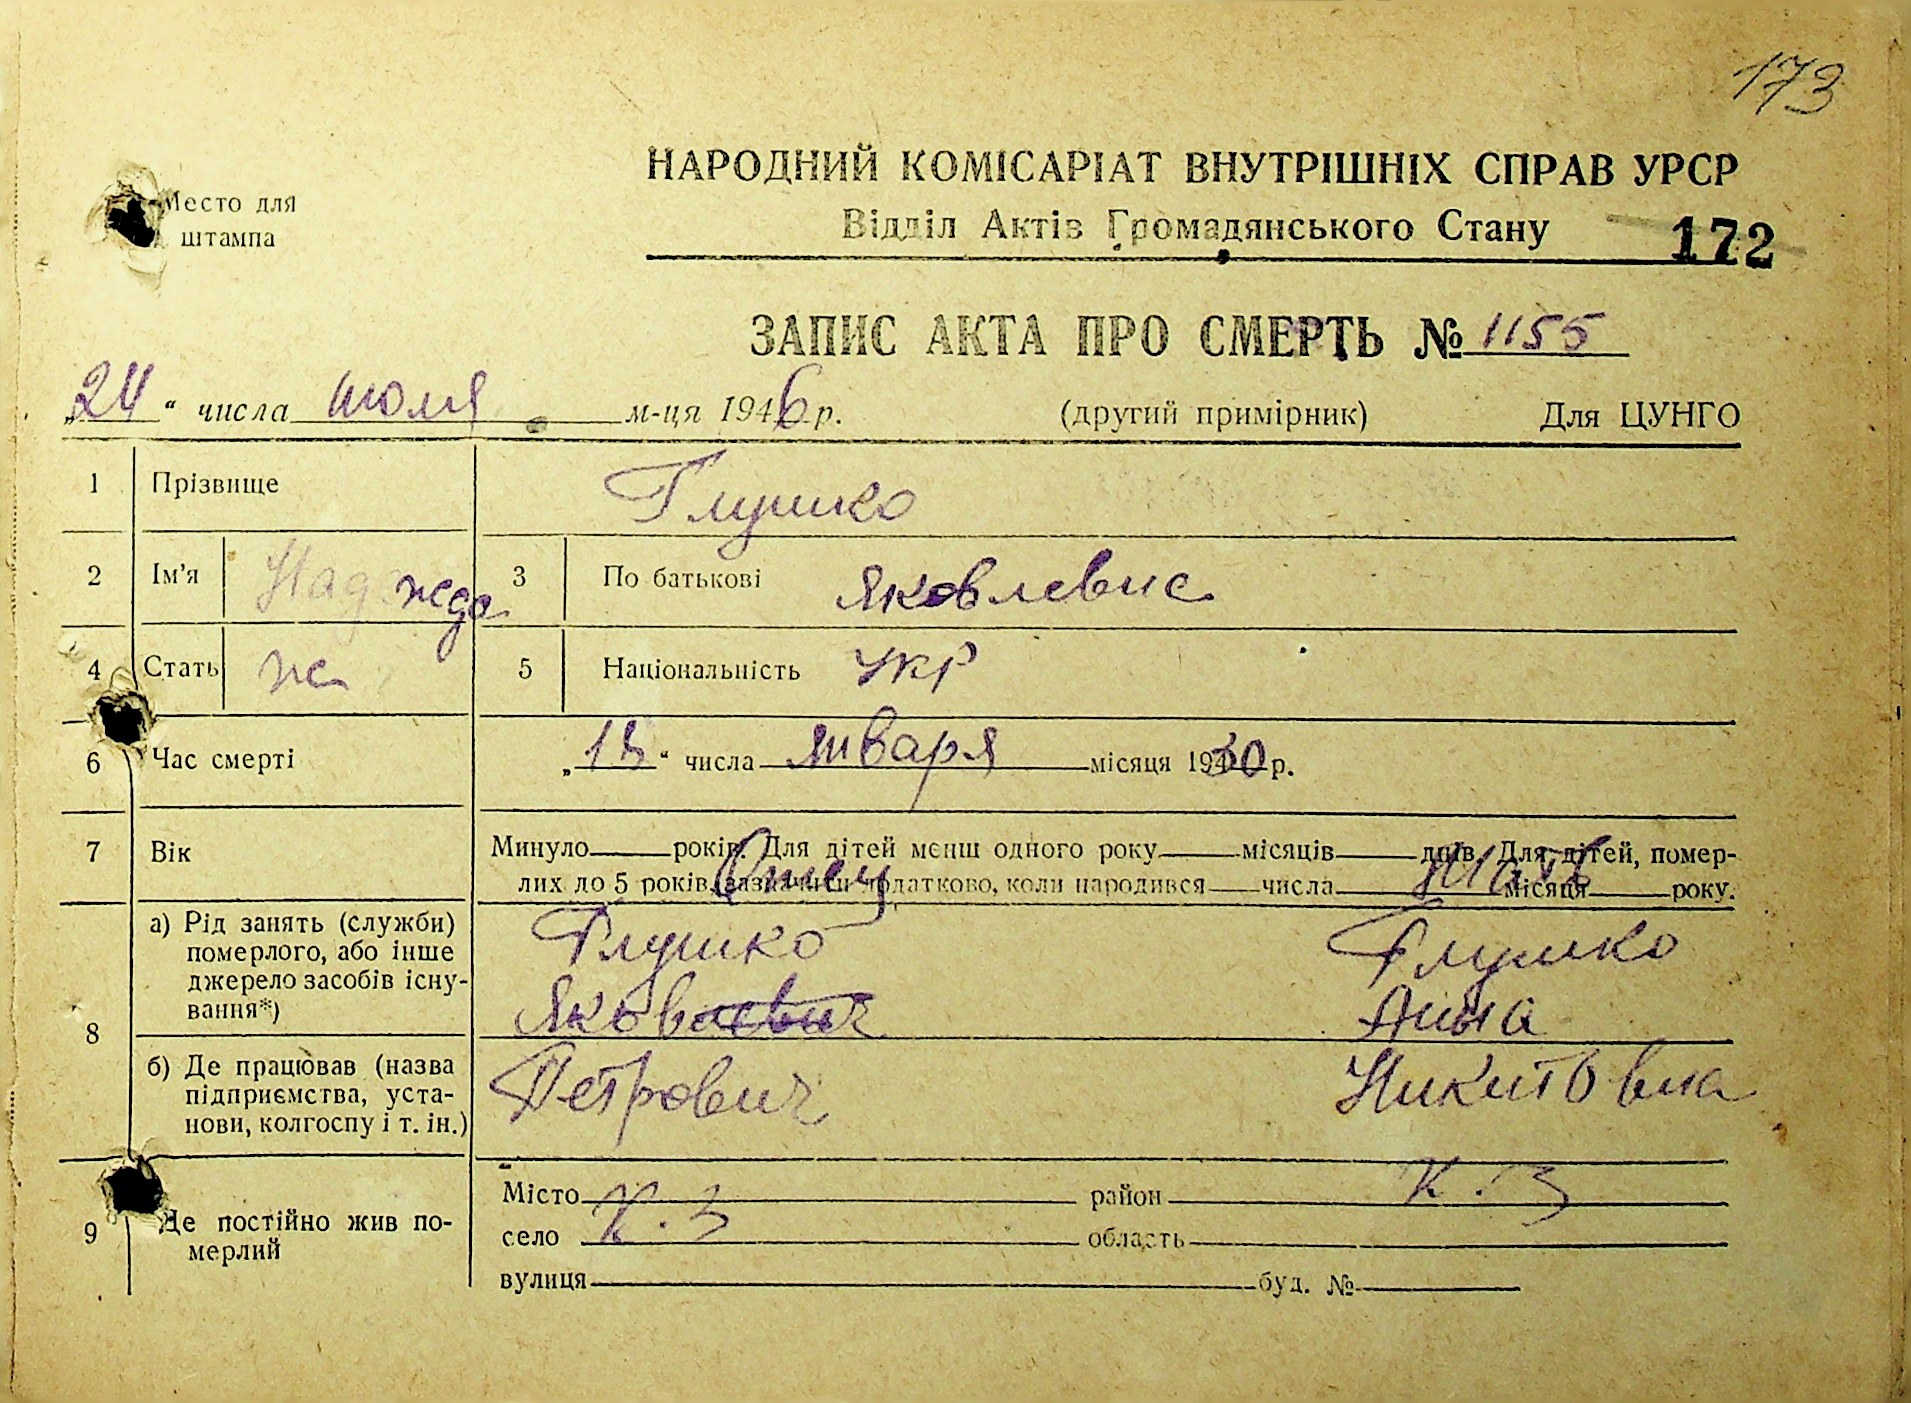 173
Место для
штампа
НАРОДНИЙ КОМІСАРІАТ ВНУТРІШНІХ СПРАВ УРСР
Відділ Актів Громадянського Стану
172
ЗАПИС АКТА ПРО СМЕРТЬ № 1155
„24“ числа июля м-ця 1946 р. (другий примірник) Для ЦУНГО
1 Прізвище Глушко
2 Ім’я Надежда 3 По батькові Яковлевна
4 Стать ж 5 Національність укр
6 Час смерті „ “ числа января місяця 1930 р.
7 Вік Минуло років. Для дітей менш одного року місяців днів. Для дітей, помер-
лих до 5 років, зазначити додатково, коли народився числа місяця року.
Отец Мать
8 а) Рід занять (служби)
померлого, або інше
джерело засобів існу-
вання*)
Глушко Глушко
Яков Анна
б) Де працював (назва
підприємства, уста-
нови, колгоспу і т. ін.)
Петрович Никитовна
9 Де постійно жив по-
мерлий
Місто район К. З
село К. З область
вулиця буд. №